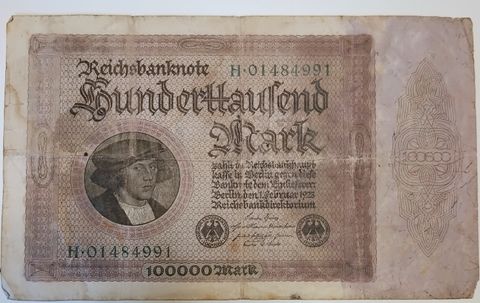 Reichsbanknote H·01484991
Hunderttausend
Mark
zahlt die Reichsbankhaupt-
kasse in Berlin gegen diese
Banknote dem Einlieferer
Berlin, den 1. Februar 1923
Reichsbankdirektorium
H·01484991
100000 Mark
100000